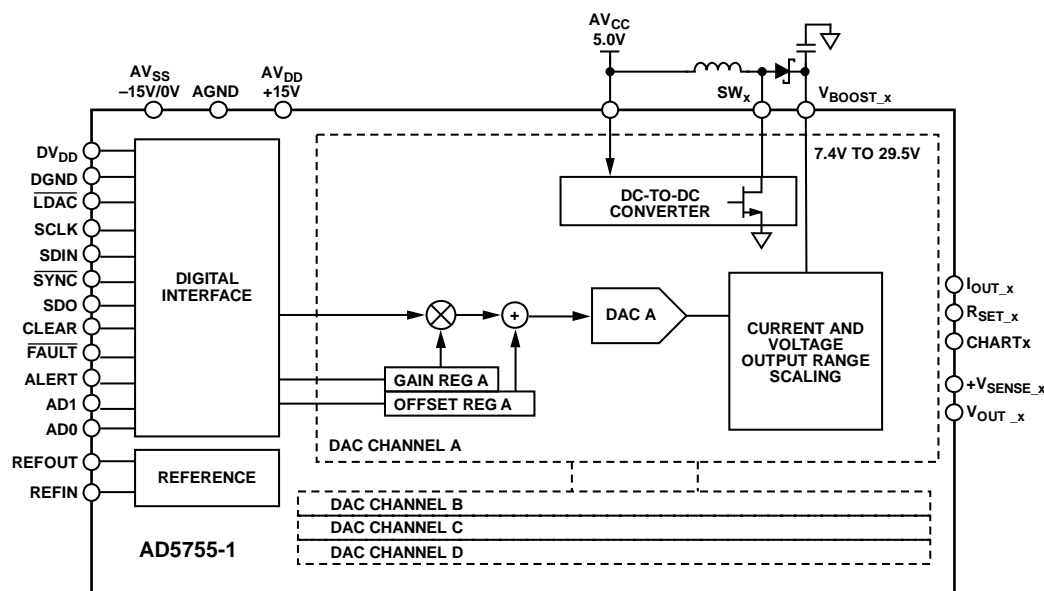 AVCC
5.0V
AVSS
–15V/0V
AGND
AVDD
+15V
SWx
VBOOST_x
DVDD
DGND
LDAC
SCLK
SDIN
SYNC
SDO
CLEAR
FAULT
ALERT
AD1
AD0
REFOUT
REFIN
DIGITAL
INTERFACE
REFERENCE
7.4V TO 29.5V
DC-TO-DC
CONVERTER
+
DAC A
CURRENT AND
VOLTAGE
OUTPUT RANGE
SCALING
GAIN REG A
OFFSET REG A
DAC CHANNEL A
IOUT_x
RSET_x
CHARTx
+VSENSE_x
VOUT _x
DAC CHANNEL B
DAC CHANNEL C
DAC CHANNEL D
AD5755-1